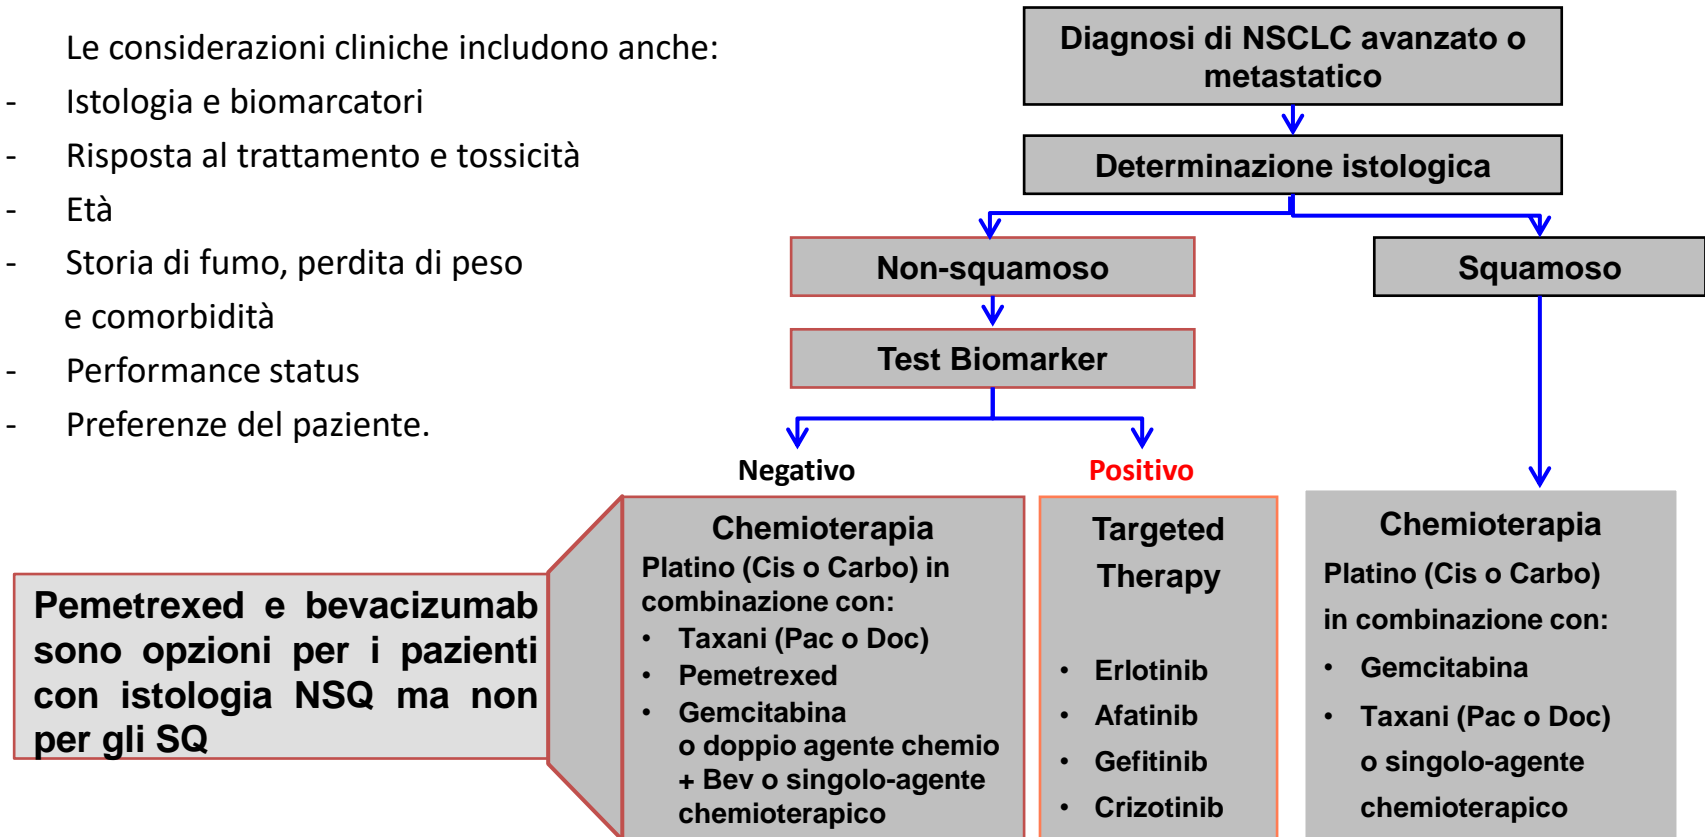 Le considerazioni cliniche includono anche:
- Istologia e biomarcatori
- Risposta al trattamento e tossicità
- Età
- Storia di fumo, perdita di peso
e comorbidità
- Performance status
- Preferenze del paziente.
Diagnosi di NSCLC avanzato o
metastatico
Determinazione istologica
Non-squamoso
Squamoso
Test Biomarker
Negativo
Positivo
Pemetrexed e bevacizumab
sono opzioni per i pazienti
con istologia NSQ ma non
per gli SQ
Chemioterapia
Platino (Cis o Carbo) in
combinazione con:
• Taxani (Pac o Doc)
• Pemetrexed
• Gemcitabina
o doppio agente chemio
+ Bev o singolo-agente
chemioterapico
Targeted
Therapy
• Erlotinib
• Afatinib
• Gefitinib
• Crizotinib
Chemioterapia
Platino (Cis o Carbo)
in combinazione con:
• Gemcitabina
• Taxani (Pac o Doc)
o singolo-agente
chemioterapico